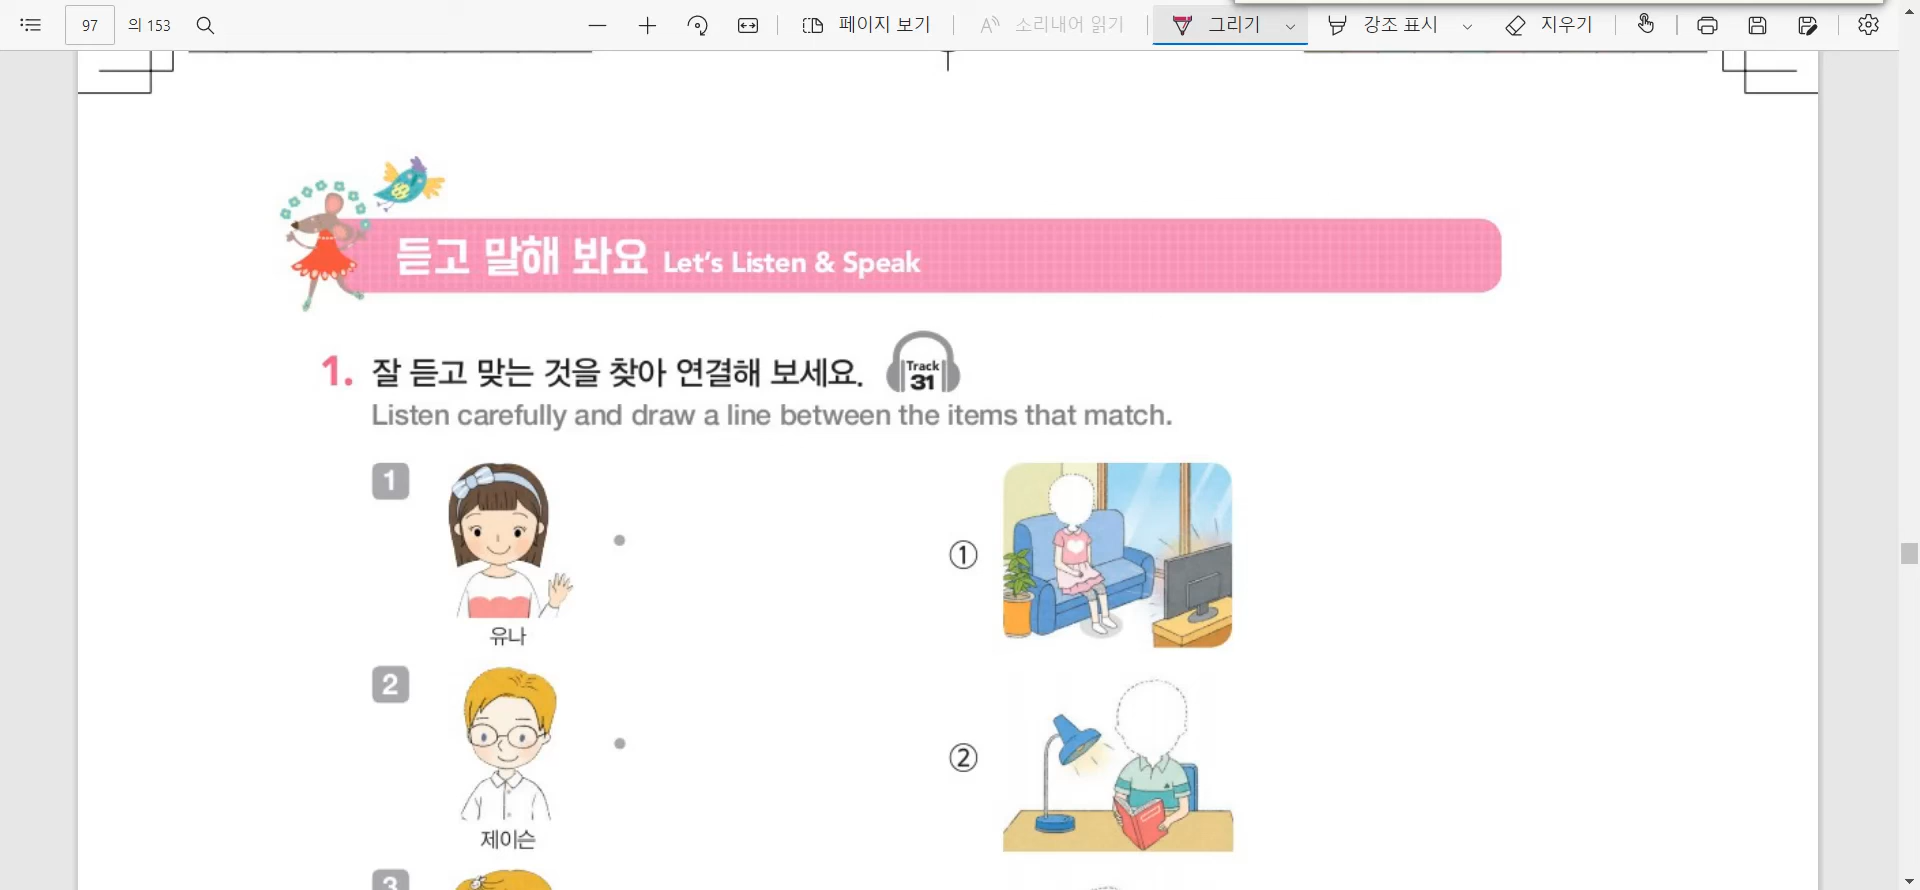 97 의 153 페이지 보기 소리내어 읽기 그리기 강조 표시 지우기
듣고 말해 봐요 Let's Listen & Speak
1. 잘 듣고 맞는 것을 찾아 연결해 보세요. Track 31
Listen carefully and draw a line between the items that match.
1
①
유나
2
②
제이슨
3